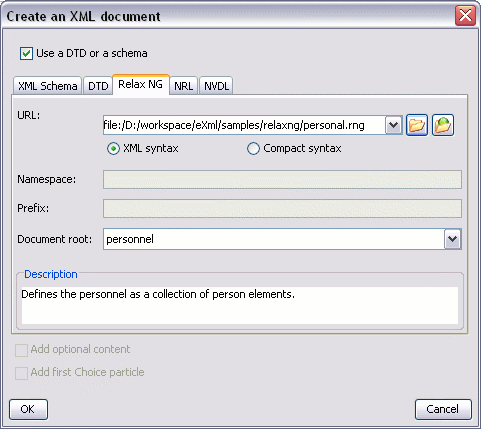 Create an XML document
Use a DTD or a schema
XML Schema DTD Relax NG NRL NVDL
URL: file:/D:/workspace/eXml/samples/relaxng/personal.rng
XML syntax Compact syntax
Namespace:
Prefix:
Document root: personnel
Description
Defines the personnel as a collection of person elements.
Add optional content
Add first Choice particle
OK Cancel